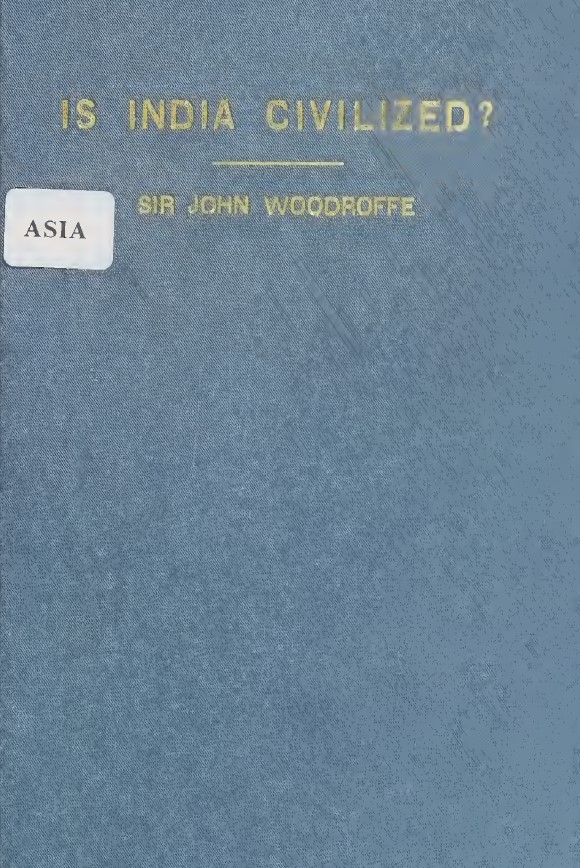 IS INDIA CIVILIZED?
SIR JOHN WOODROFFE
ASIA